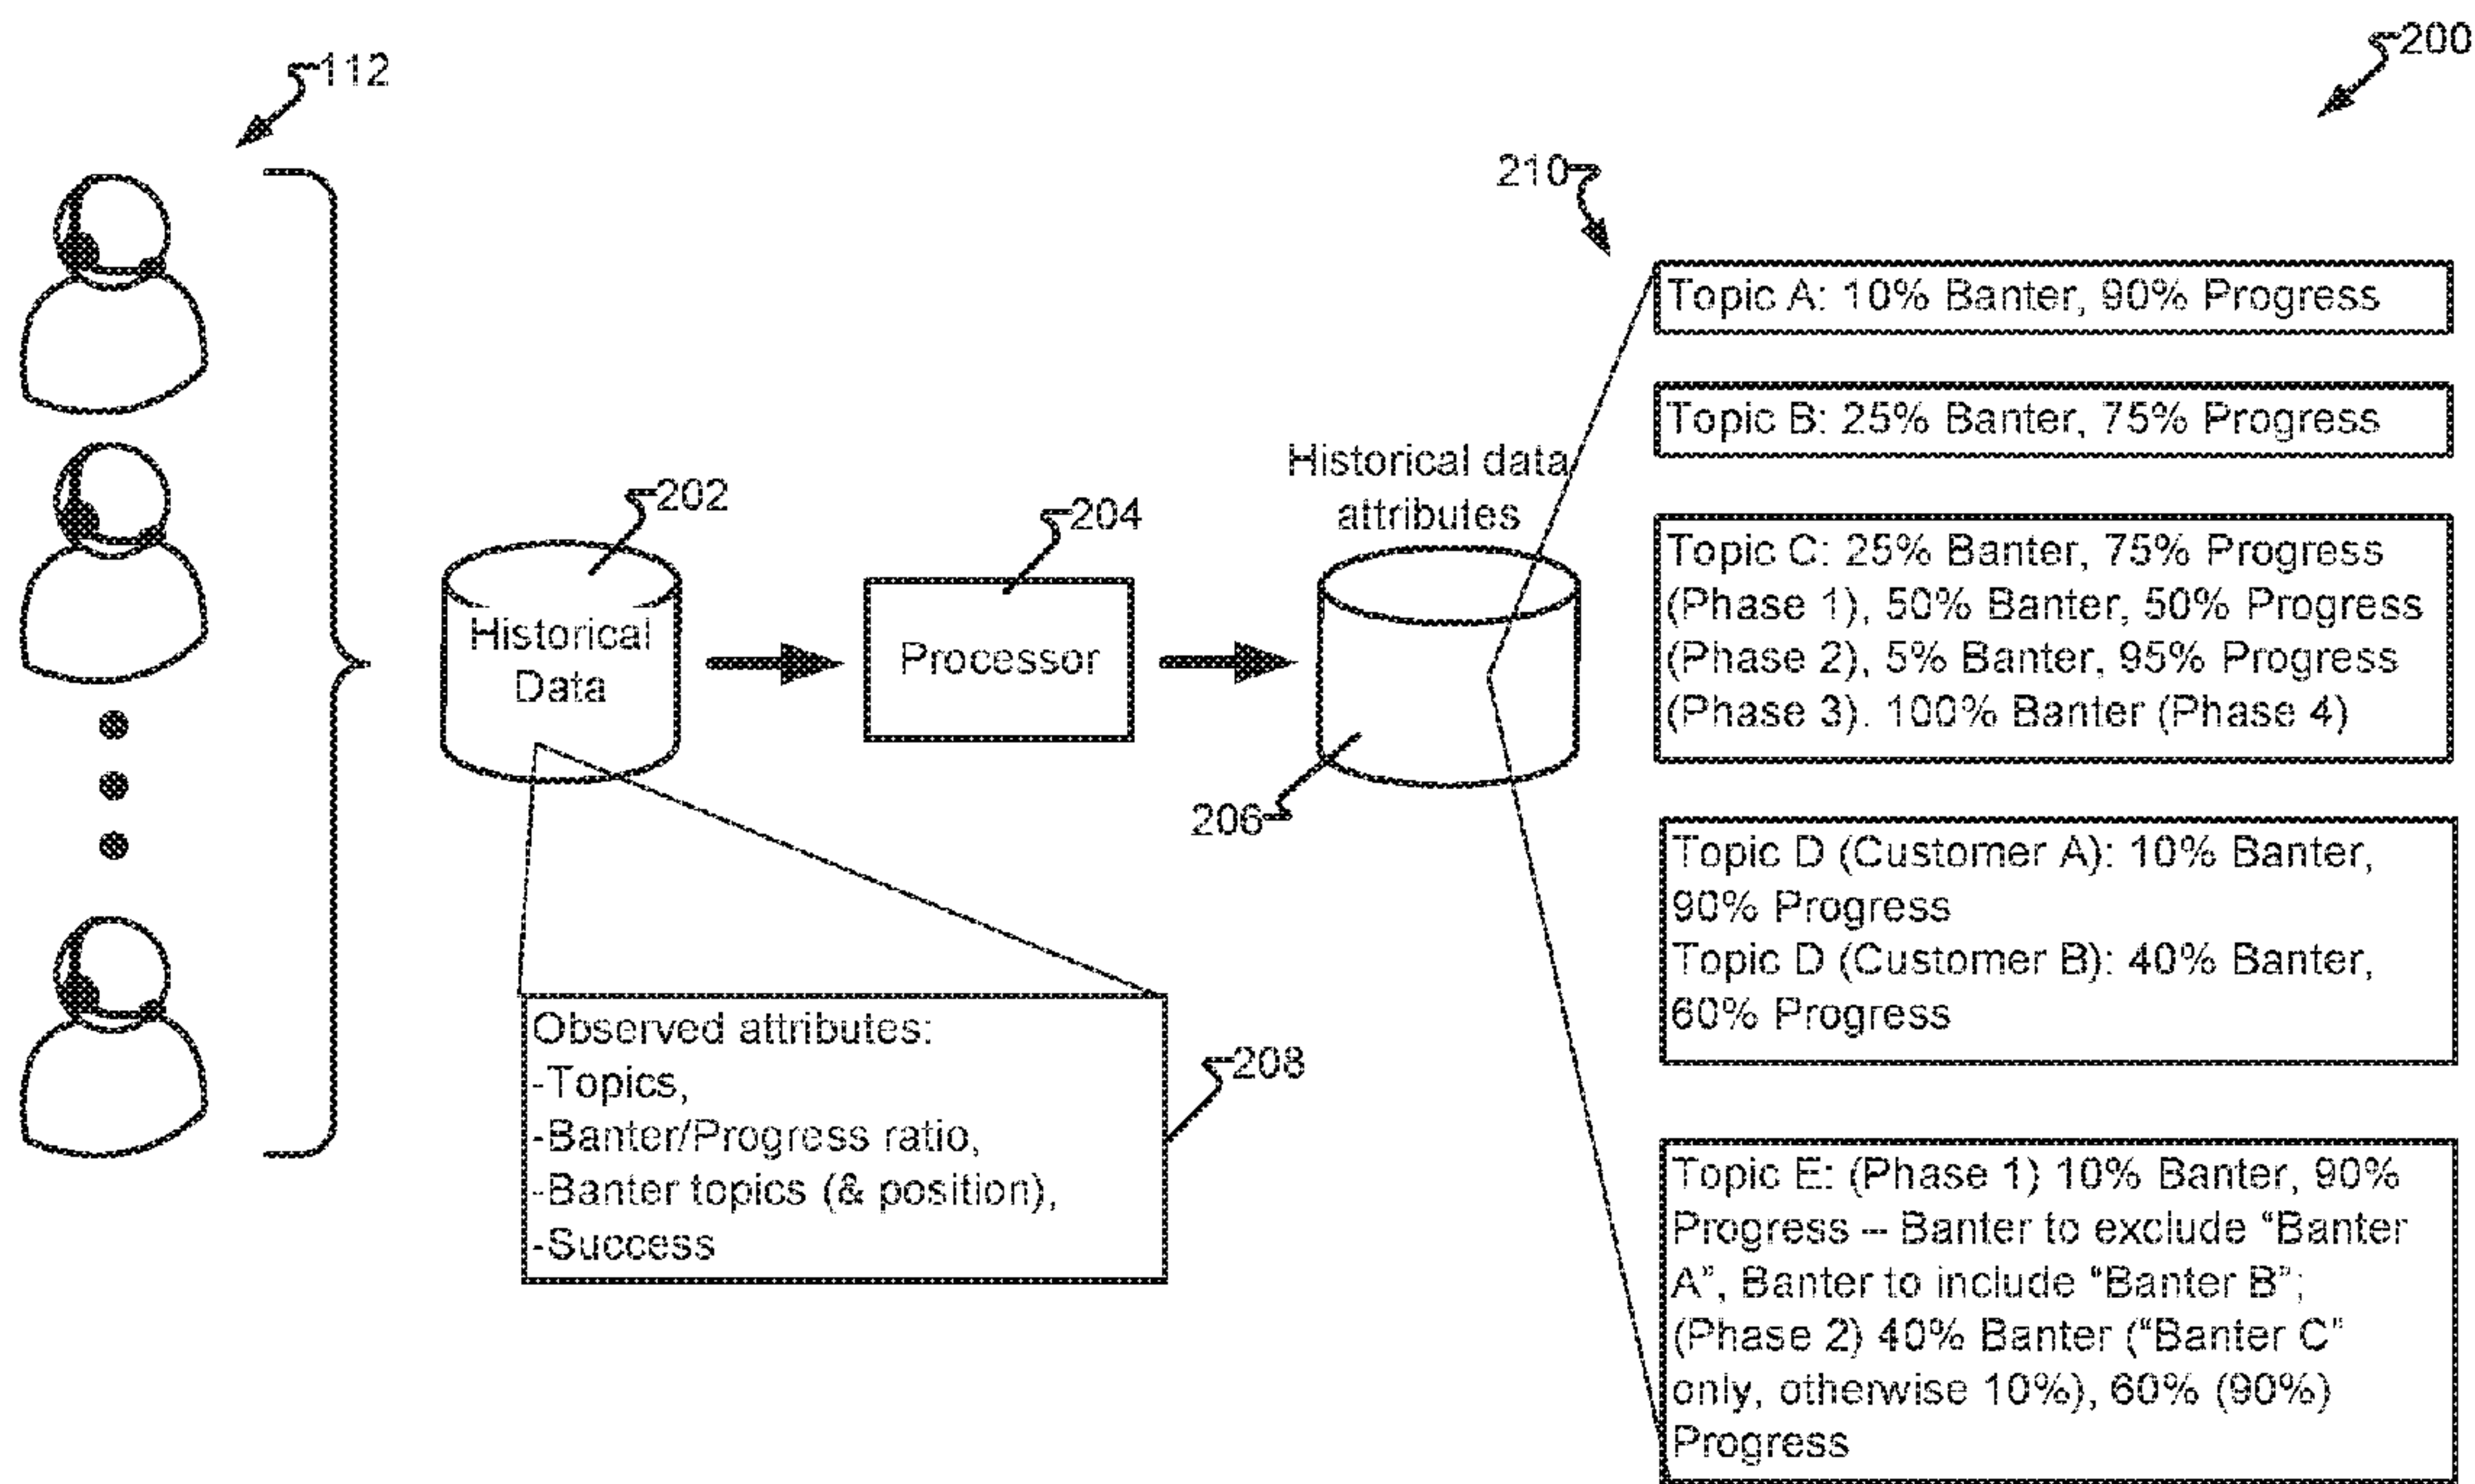 112
200
210
Topic A: 10% Banter, 90% Progress
Topic B: 25% Banter, 75% Progress
Historical data
attributes
202
204
Topic C: 25% Banter, 75% Progress
(Phase 1), 50% Banter, 50% Progress
(Phase 2), 5% Banter, 95% Progress
(Phase 3). 100% Banter (Phase 4)
Historical
Data
Processor
206
Topic D (Customer A): 10% Banter,
90% Progress
Topic D (Customer B): 40% Banter,
60% Progress
Observed attributes:
-Topics,
-Banter/Progress ratio,
-Banter topics (& position),
-Success
208
Topic E: (Phase 1) 10% Banter, 90%
Progress -- Banter to exclude “Banter
A”, Banter to include “Banter B”;
(Phase 2) 40% Banter (“Banter C”
only, otherwise 10%), 60% (90%)
Progress